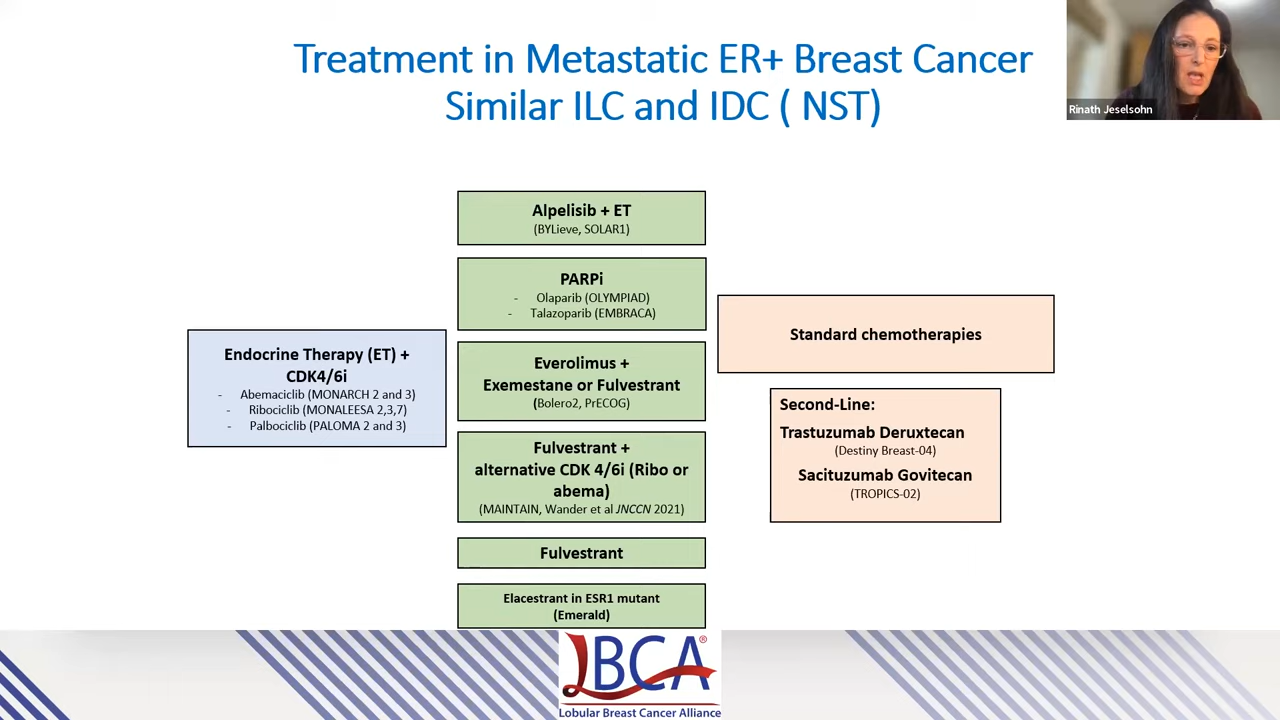 Treatment in Metastatic ER+ Breast Cancer
Similar ILC and IDC ( NST)
Rinath Jeselsohn
Endocrine Therapy (ET) +
CDK4/6i
- Abemaciclib (MONARCH 2 and 3)
- Ribociclib (MONALEESA 2,3,7)
- Palbociclib (PALOMA 2 and 3)
Alpelisib + ET
(BYLieve, SOLAR1)
PARPi
- Olaparib (OLYMPIAD)
- Talazoparib (EMBRACA)
Everolimus +
Exemestane or Fulvestrant
(Bolero2, PrECOG)
Fulvestrant +
alternative CDK 4/6i (Ribo or
abema)
(MAINTAIN, Wander et al JNCCN 2021)
Fulvestrant
Elacestrant in ESR1 mutant
(Emerald)
Standard chemotherapies
Second-Line:
Trastuzumab Deruxtecan
(Destiny Breast-04)
Sacituzumab Govitecan
(TROPICS-02)
LBCA®
Lobular Breast Cancer Alliance